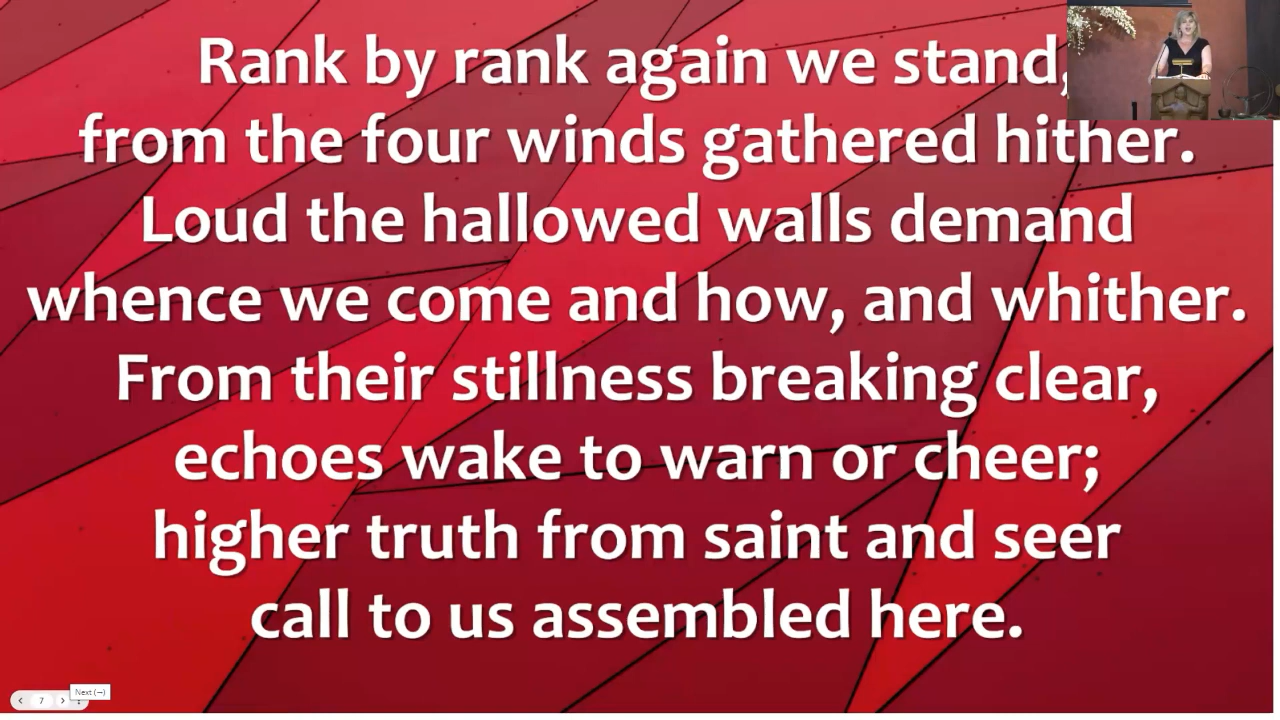 Rank by rank again we stand,
from the four winds gathered hither.
Loud the hallowed walls demand
whence we come and how, and whither.
From their stillness breaking clear,
echoes wake to warn or cheer;
higher truth from saint and seer
call to us assembled here.
Next (→)
7